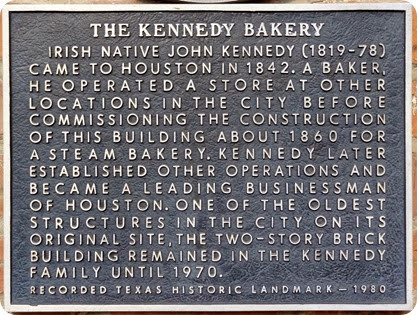 THE KENNEDY BAKERY
IRISH NATIVE JOHN KENNEDY (1819-78)
CAME TO HOUSTON IN 1842. A BAKER,
HE OPERATED A STORE AT OTHER
LOCATIONS IN THE CITY BEFORE
COMMISSIONING THE CONSTRUCTION
OF THIS BUILDING ABOUT 1860 FOR
A STEAM BAKERY. KENNEDY LATER
ESTABLISHED OTHER OPERATIONS AND
BECAME A LEADING BUSINESSMAN
OF HOUSTON. ONE OF THE OLDEST
STRUCTURES IN THE CITY ON ITS
ORIGINAL SITE, THE TWO-STORY BRICK
BUILDING REMAINED IN THE KENNEDY
FAMILY UNTIL 1970.
RECORDED TEXAS HISTORIC LANDMARK — 1980